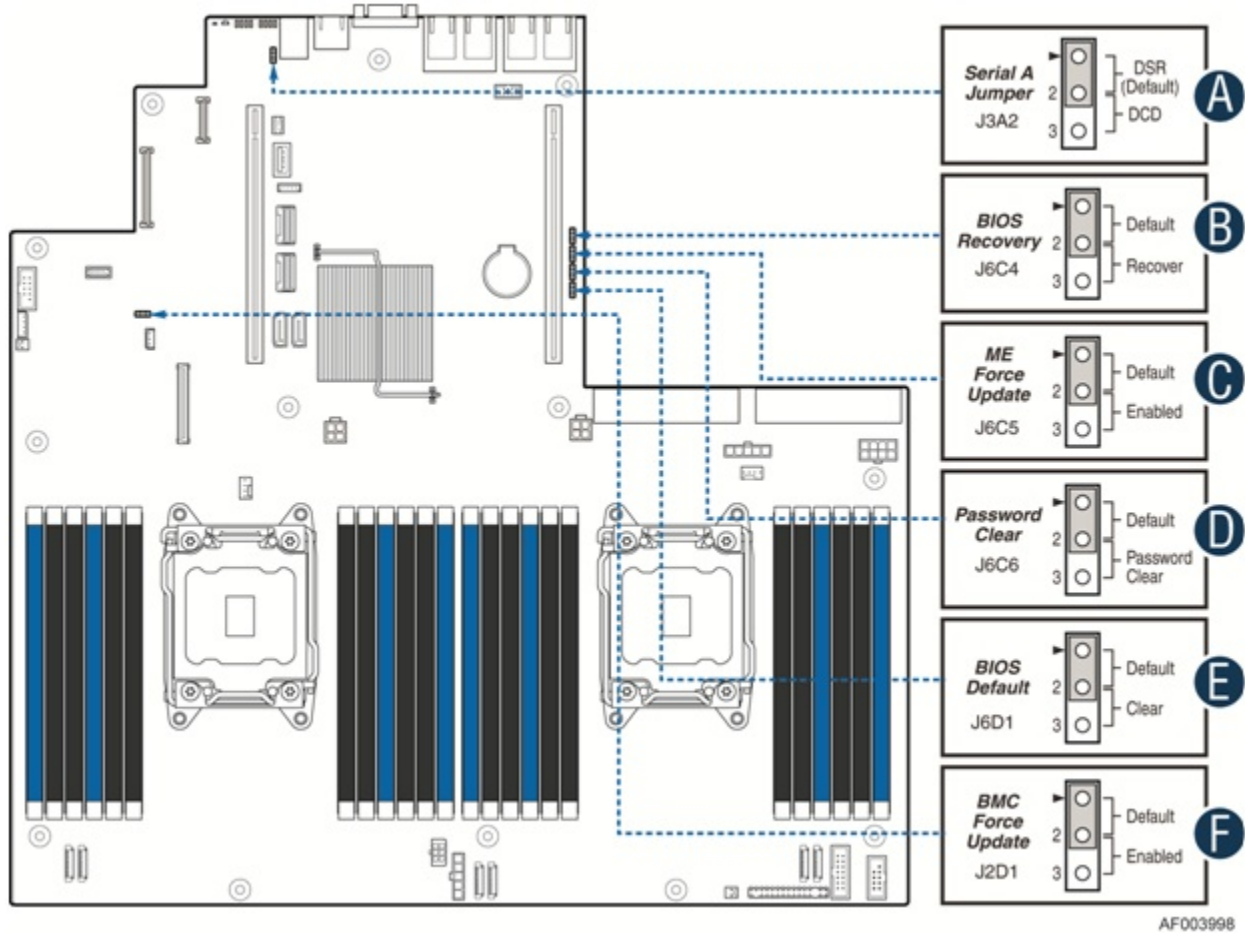 Serial A
Jumper
J3A2
2
3
DSR
(Default)
DCD
A
BIOS
Recovery
J6C4
2
3
Default
Recover
B
ME
Force
Update
J6C5
2
3
Default
Enabled
C
Password
Clear
J6C6
2
3
Default
Password
Clear
D
BIOS
Default
J6D1
2
3
Default
Clear
E
BMC
Force
Update
J2D1
2
3
Default
Enabled
F
AF003998